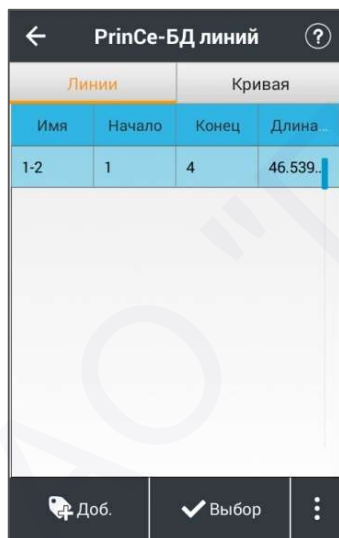 PrinCe-БД линий ?
Линии Кривая
Имя Начало Конец Длина...
1-2 1 4 46.539...
Доб. Выбор